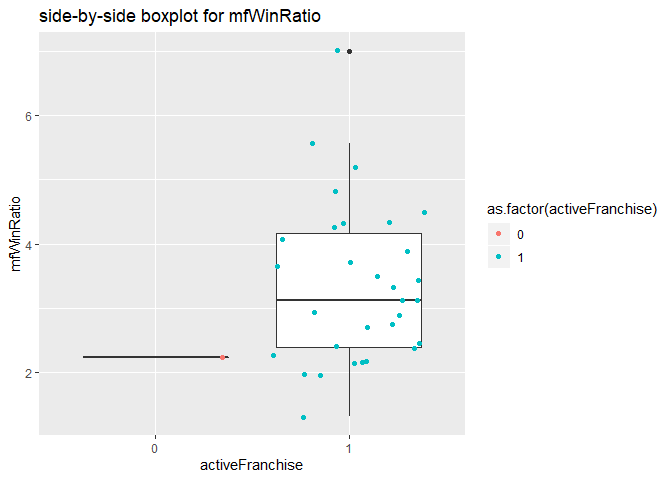 side-by-side boxplot for mfWinRatio
mfWinRatio
6
4
2
0
1
activeFranchise
as.factor(activeFranchise)
0
1